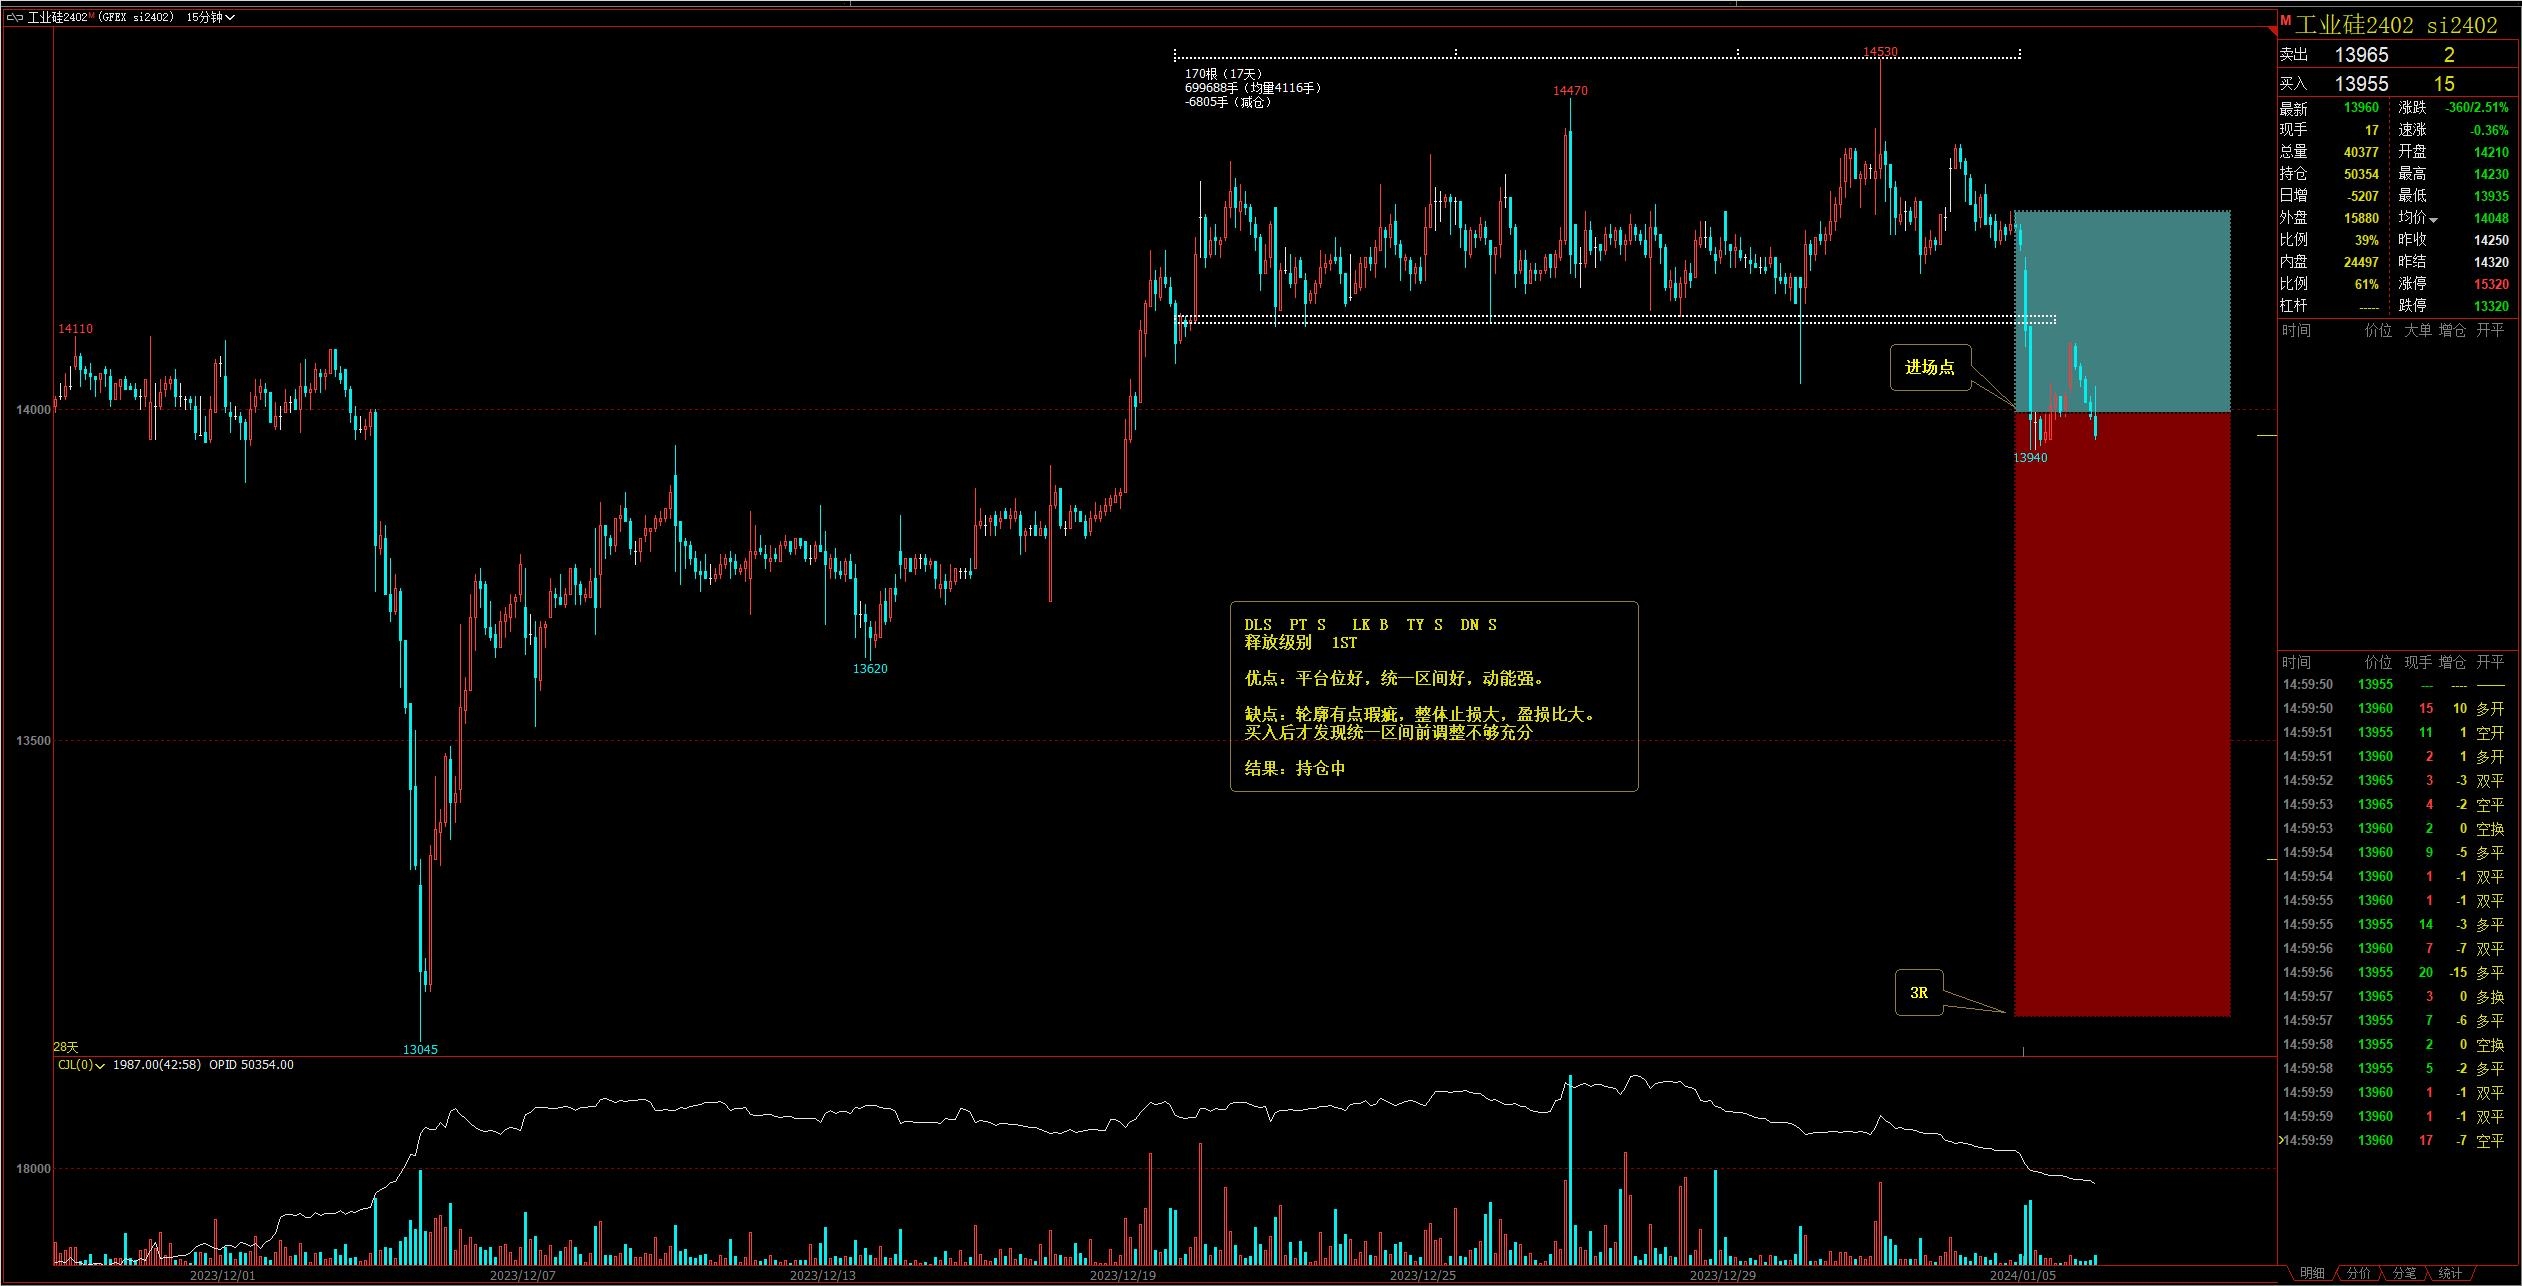 工业硅2402M(GFEX si2402) 15分钟
14530
170根（17天）
699688手（均量4116手）
-6805手（减仓）
14470
14110
进场点
14000
13940
DLS PT S LK B TY S DN S
释放级别 1ST
优点：平台位好，统一区间好，动能强。
缺点：轮廓有点瑕疵，整体止损大，盈损比大。
买入后才发现统一区间前调整不够充分
结果：持仓中
13620
13500
3R
28天
13045
CJL(0) 1987.00(42:58) OPID 50354.00
18000
2023/12/01 2023/12/07 2023/12/13 2023/12/19 2023/12/25 2023/12/29 2024/01/05
M 工业硅2402 si2402
卖出 13965 2
买入 13955 15
最新 13960 涨跌 -360/2.51%
现手 17 速涨 -0.36%
总量 40377 开盘 14210
持仓 50354 最高 14230
日增 -5207 最低 13935
外盘 15880 均价 14048
比例 39% 昨收 14250
内盘 24497 昨结 14320
比例 61% 涨停 15320
杠杆 ----- 跌停 13320
时间 价位 大单 增仓 开平
时间 价位 现手 增仓 开平
14:59:50 13955 --- ---- ——
14:59:50 13960 15 10 多开
14:59:51 13955 11 1 空开
14:59:51 13960 2 1 多开
14:59:52 13965 3 -3 双平
14:59:53 13965 4 -2 空平
14:59:53 13960 2 0 空换
14:59:54 13960 9 -5 多平
14:59:54 13960 1 -1 双平
14:59:55 13960 1 -1 双平
14:59:55 13955 14 -3 多平
14:59:56 13960 7 -7 双平
14:59:56 13955 20 -15 多平
14:59:57 13965 3 0 多换
14:59:57 13955 7 -6 多平
14:59:58 13955 2 0 空换
14:59:58 13955 5 -2 多平
14:59:59 13960 1 -1 双平
14:59:59 13960 1 -1 双平
14:59:59 13960 17 -7 空平
明细 分价 分笔 统计